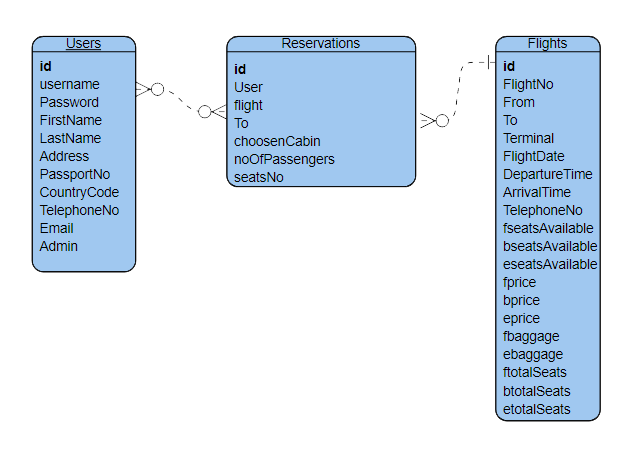 Users
id
username
Password
FirstName
LastName
Address
PassportNo
CountryCode
TelephoneNo
Email
Admin
Reservations
id
User
flight
To
choosenCabin
noOfPassengers
seatsNo
Flights
id
FlightNo
From
To
Terminal
FlightDate
DepartureTime
ArrivalTime
TelephoneNo
fseatsAvailable
bseatsAvailable
eseatsAvailable
fprice
bprice
eprice
fbaggage
ebaggage
ftotalSeats
btotalSeats
etotalSeats